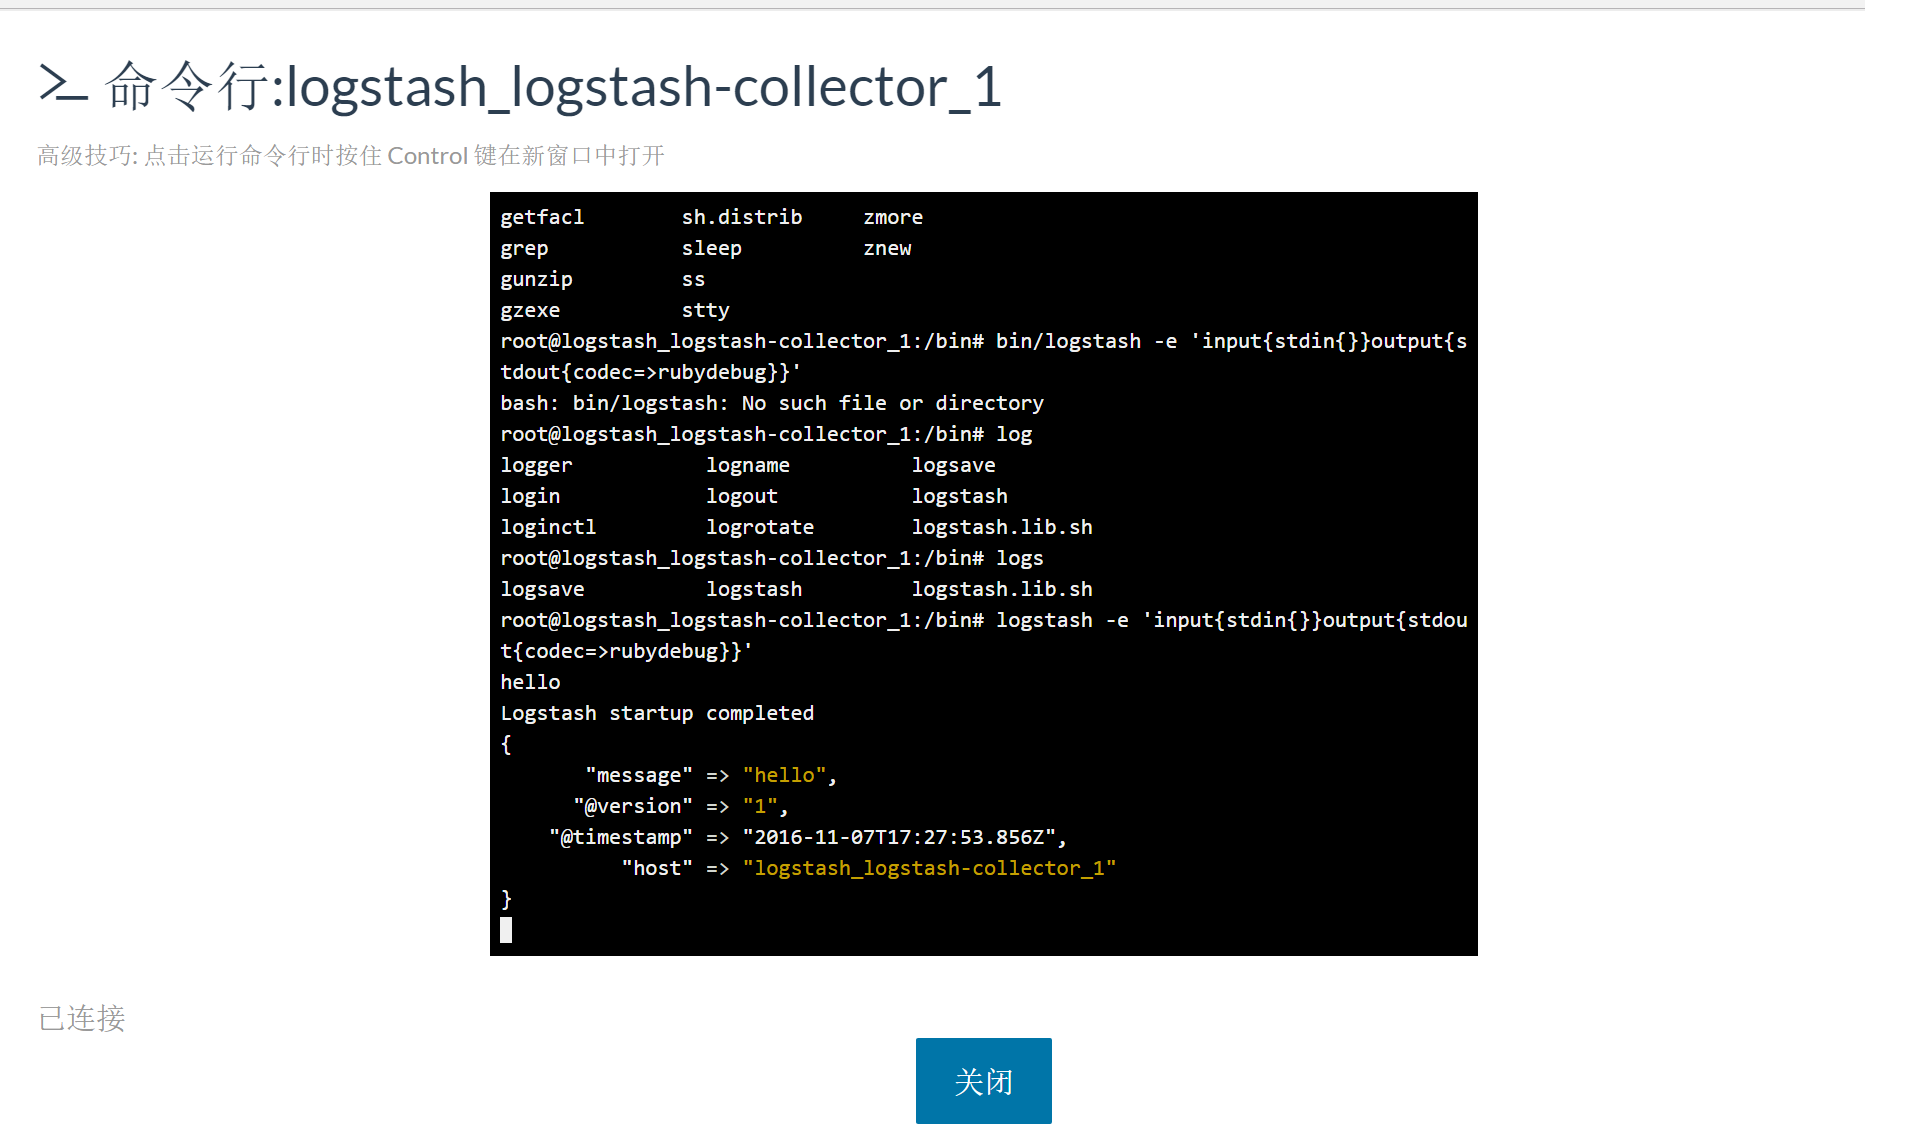 >_ 命令行:logstash_logstash-collector_1
高级技巧: 点击运行命令行时按住 Control 键在新窗口中打开
getfacl        sh.distrib     zmore
grep           sleep          znew
gunzip         ss
gzexe          stty
root@logstash_logstash-collector_1:/bin# bin/logstash -e 'input{stdin{}}output{s
tdout{codec=>rubydebug}}'
bash: bin/logstash: No such file or directory
root@logstash_logstash-collector_1:/bin# log
logger           logname          logsave
login            logout           logstash
loginctl         logrotate        logstash.lib.sh
root@logstash_logstash-collector_1:/bin# logs
logsave          logstash         logstash.lib.sh
root@logstash_logstash-collector_1:/bin# logstash -e 'input{stdin{}}output{stdou
t{codec=>rubydebug}}'
hello
Logstash startup completed
{
       "message" => "hello",
      "@version" => "1",
    "@timestamp" => "2016-11-07T17:27:53.856Z",
          "host" => "logstash_logstash-collector_1"
}
已连接
关闭